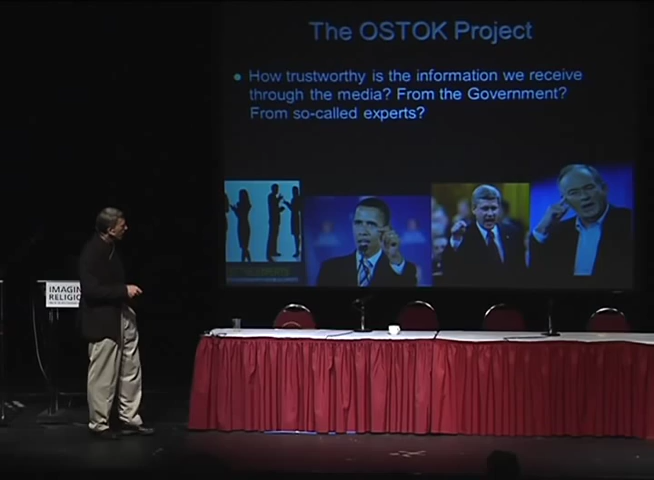 The OSTOK Project
How trustworthy is the information we receive
through the media? From the Government?
From so-called experts?
IMAGIN
RELIGIO